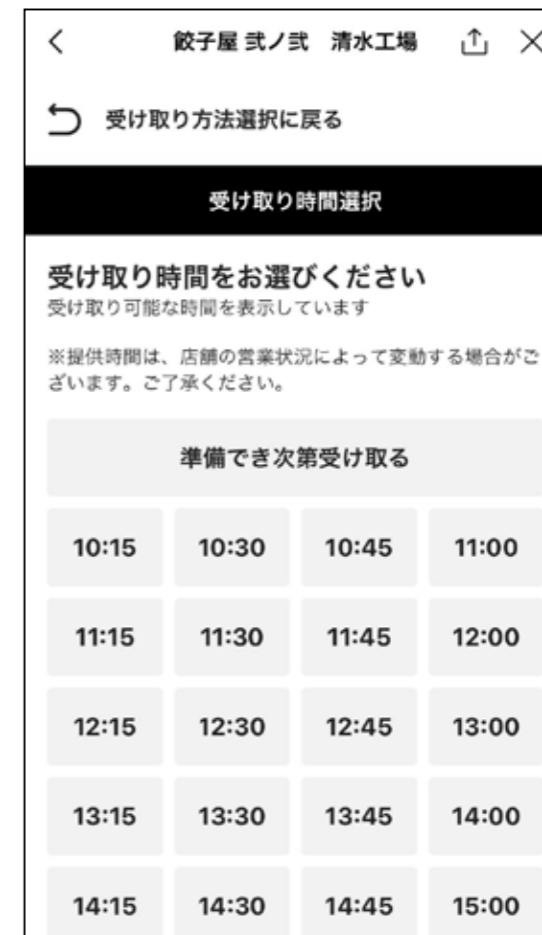 餃子屋 弐ノ弐　清水工場
受け取り方法選択に戻る
受け取り時間選択
受け取り時間をお選びください
受け取り可能な時間を表示しています
※提供時間は、店舗の営業状況によって変動する場合がご
ざいます。ご了承ください。
準備でき次第受け取る
10:15 10:30 10:45 11:00
11:15 11:30 11:45 12:00
12:15 12:30 12:45 13:00
13:15 13:30 13:45 14:00
14:15 14:30 14:45 15:00